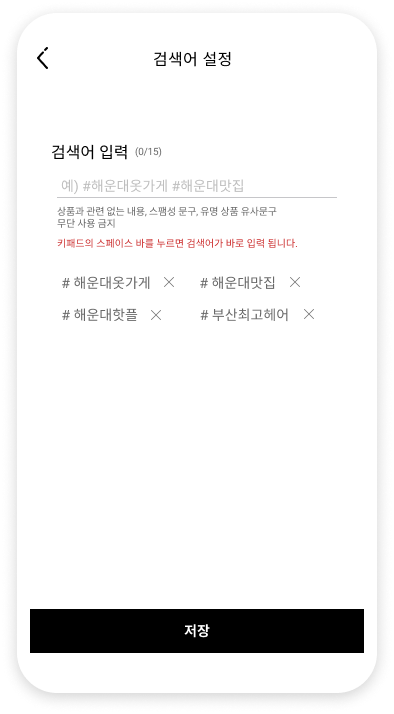 검색어 설정
검색어 입력 (0/15)
예) #해운대옷가게 #해운대맛집
상품과 관련 없는 내용, 스팸성 문구, 유명 상품 유사문구
무단 사용 금지
키패드의 스페이스 바를 누르면 검색어가 바로 입력 됩니다.
# 해운대옷가게 # 해운대맛집
# 해운대핫플 # 부산최고헤어
저장